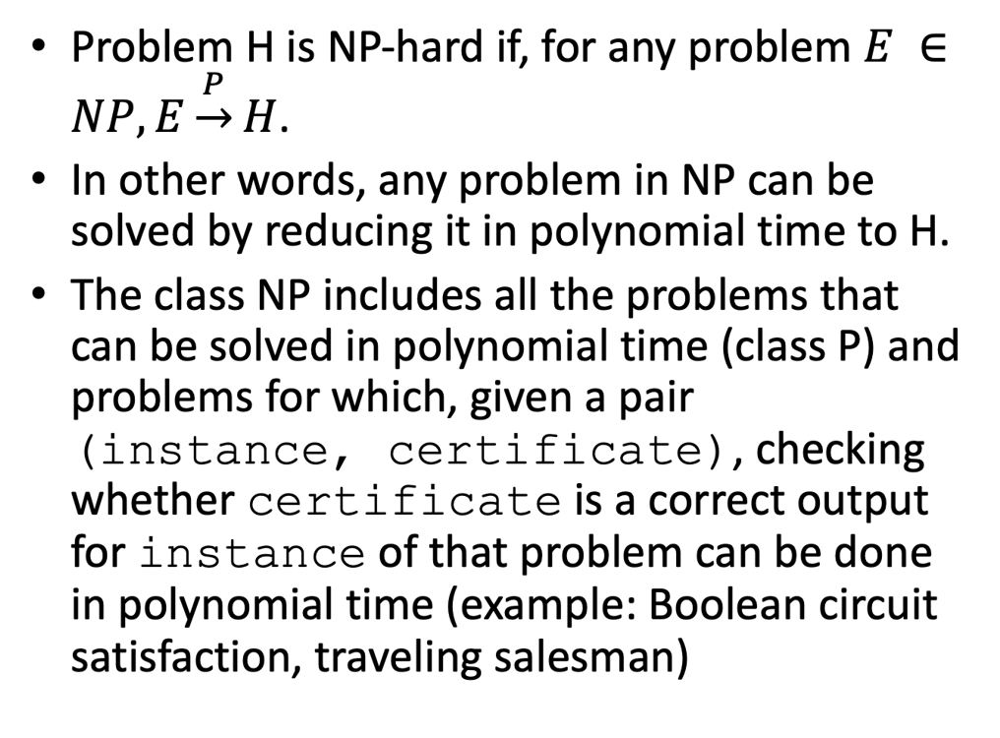 • Problem H is NP-hard if, for any problem E ∈
NP, E →^P H.
• In other words, any problem in NP can be
solved by reducing it in polynomial time to H.
• The class NP includes all the problems that
can be solved in polynomial time (class P) and
problems for which, given a pair
(instance, certificate), checking
whether certificate is a correct output
for instance of that problem can be done
in polynomial time (example: Boolean circuit
satisfaction, traveling salesman)